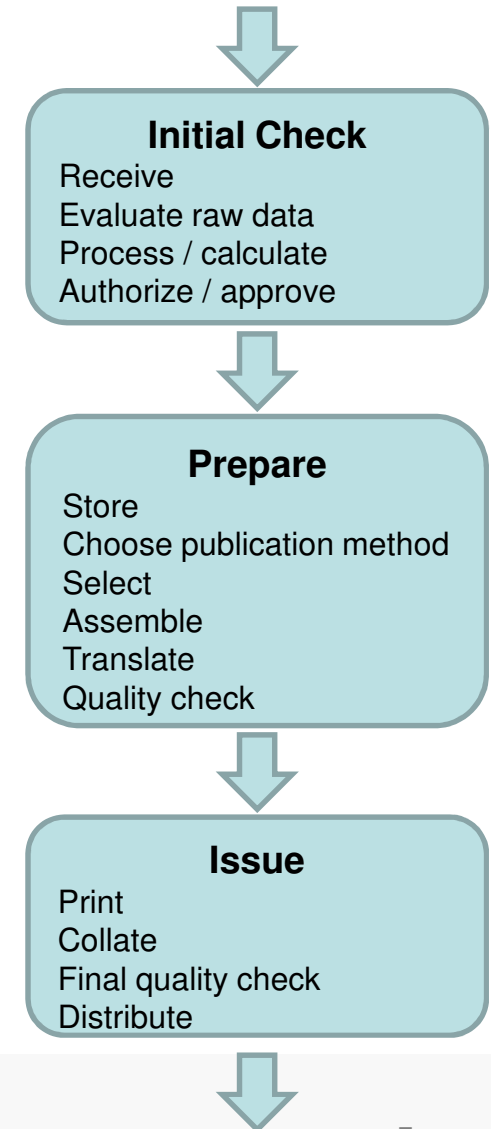 Initial Check
Receive
Evaluate raw data
Process / calculate
Authorize / approve
Prepare
Store
Choose publication method
Select
Assemble
Translate
Quality check
Issue
Print
Collate
Final quality check
Distribute